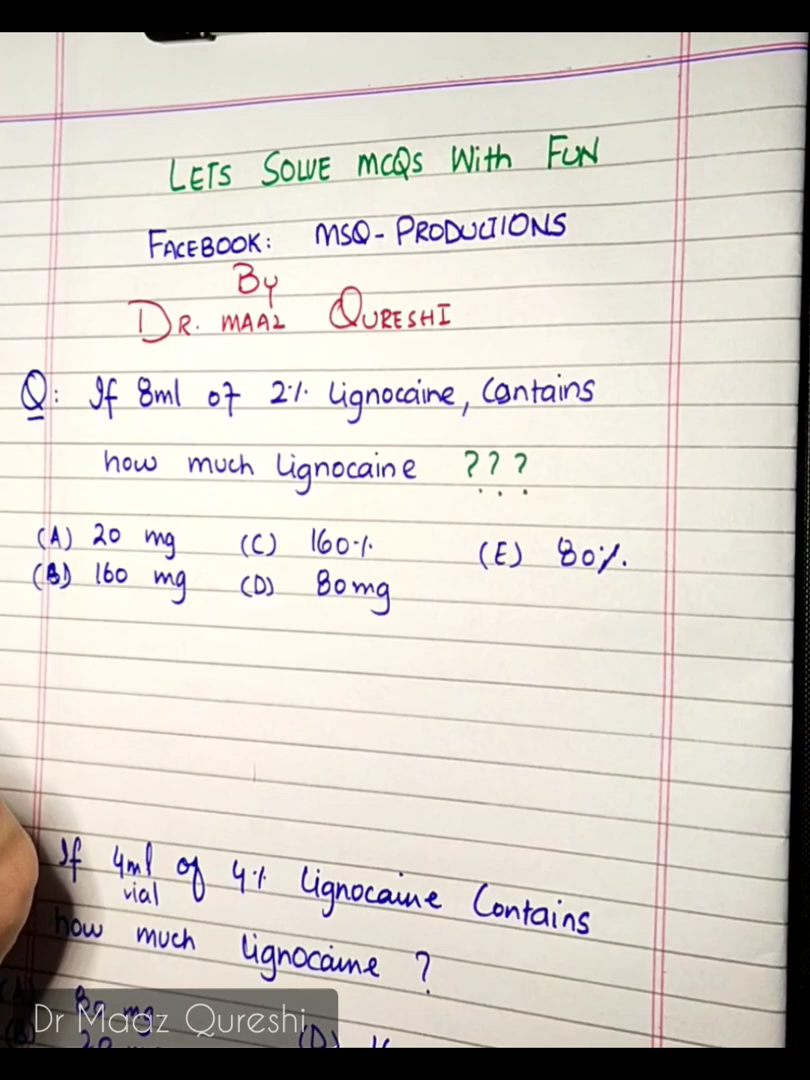 LETS SOLVE MCQs With FUN
FACEBOOK: MSQ-PRODUCTIONS
By
DR. MAAZ QURESHI
Q: If 8ml of 2% Lignocaine, Contains
how much Lignocaine ???
(A) 20 mg (C) 160% (E) 80%.
(B) 160 mg (D) 80mg
If 4ml of 4% Lignocaine Contains
vial
how much lignocaine ?
80 mg
Dr Maaz Qureshi
(D)